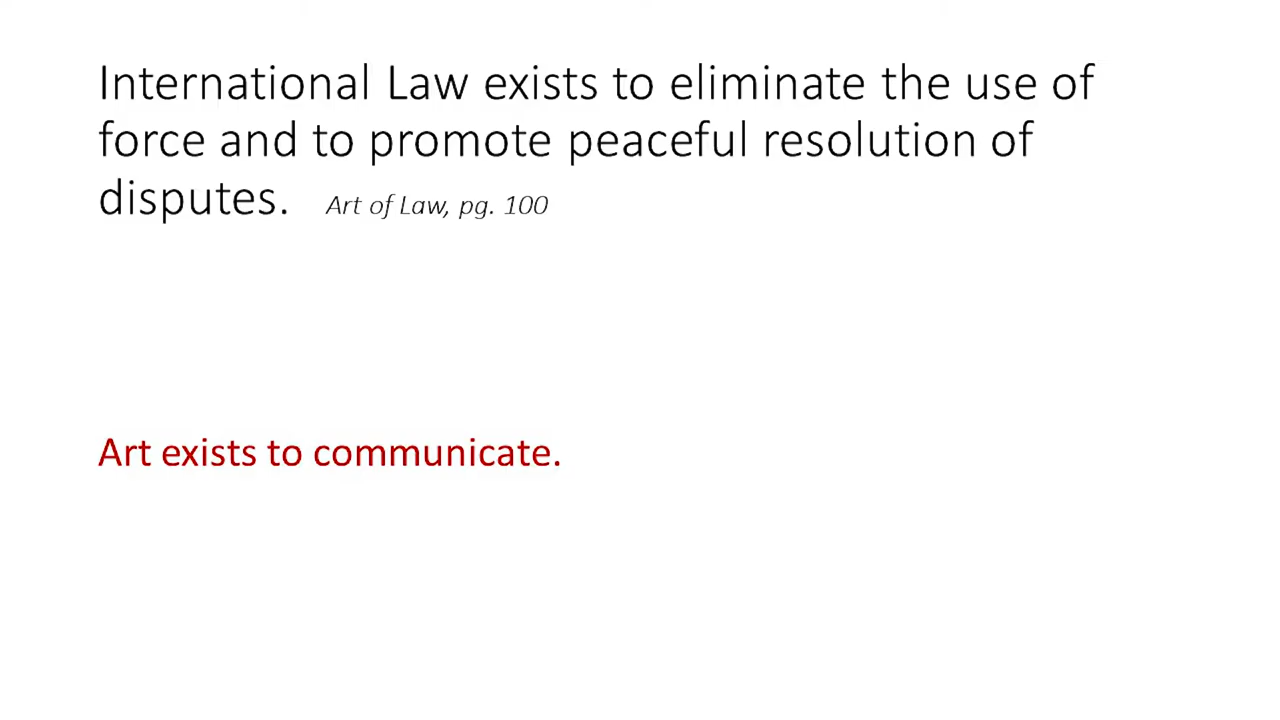 International Law exists to eliminate the use of
force and to promote peaceful resolution of
disputes. Art of Law, pg. 100
Art exists to communicate.